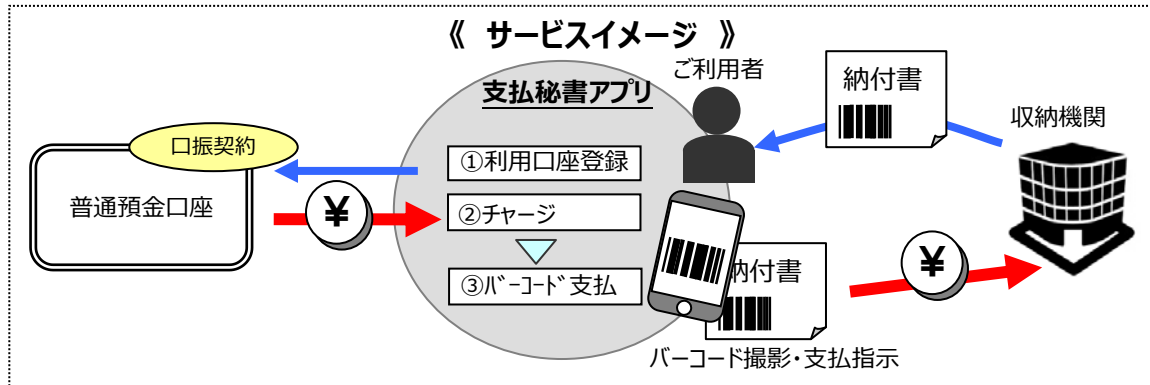 《 サービスイメージ 》
支払秘書アプリ
ご利用者
納付書
収納機関
口振契約
普通預金口座
①利用口座登録
¥
②チャージ
③バーコード支払
納付書
¥
バーコード撮影・支払指示